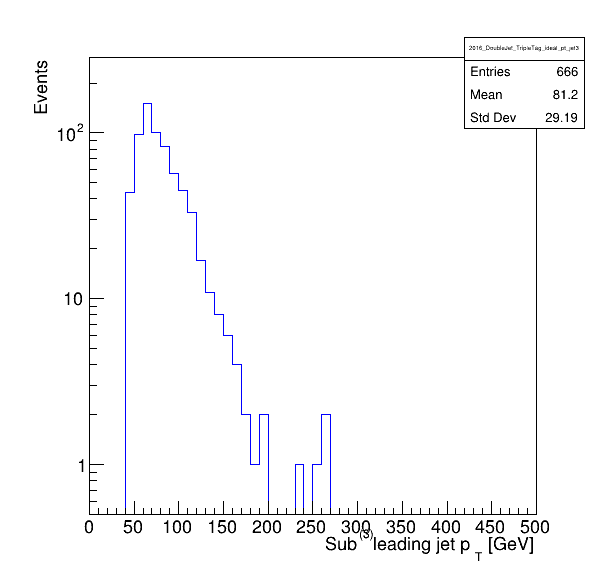 2016_DoubleJet_TripleTag_ideal_pt_jet3
Entries 666
Mean 81.2
Std Dev 29.19
Events
10²
10
1
0 50 100 150 200 250 300 350 400 450 500
Sub(3)leading jet p T [GeV]